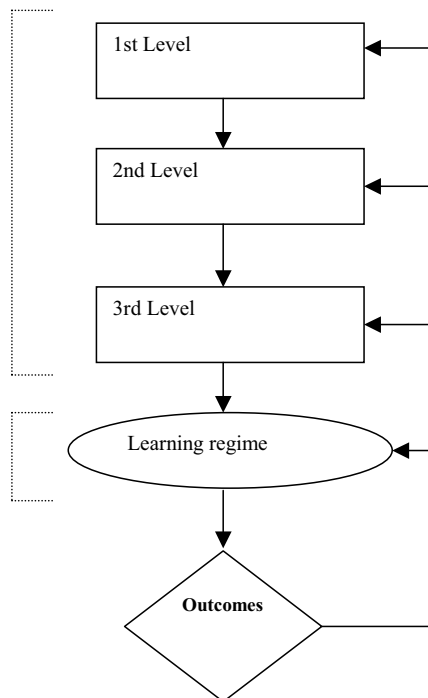 1st Level
2nd Level
3rd Level
Learning regime
Outcomes